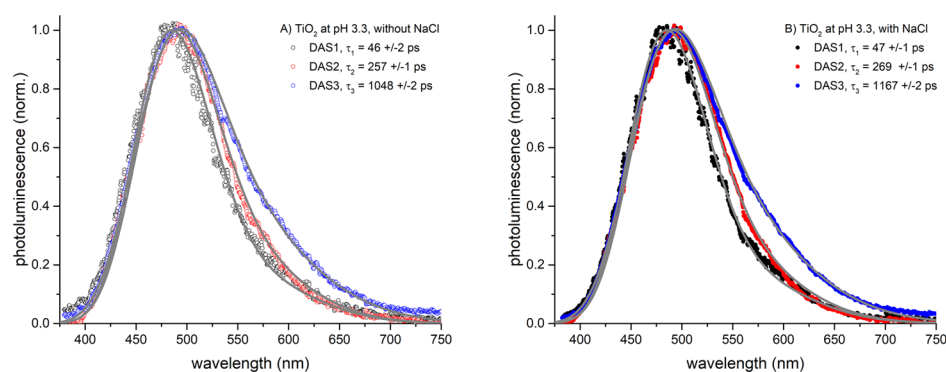 A) TiO2 at pH 3.3, without NaCl
DAS1, τ1 = 46 +/-2 ps
DAS2, τ2 = 257 +/-1 ps
DAS3, τ3 = 1048 +/-2 ps
photoluminescence (norm.)
1.0
0.8
0.6
0.4
0.2
0.0
400 450 500 550 600 650 700 750
wavelength (nm)
B) TiO2 at pH 3.3, with NaCl
DAS1, τ1 = 47 +/-1 ps
DAS2, τ2 = 269 +/-1 ps
DAS3, τ3 = 1167 +/-2 ps
photoluminescence (norm.)
1.0
0.8
0.6
0.4
0.2
0.0
400 450 500 550 600 650 700 750
wavelength (nm)